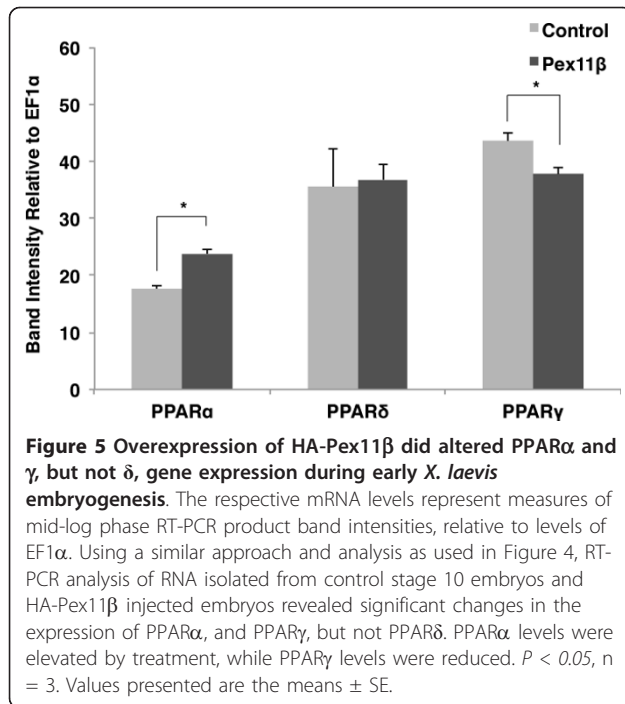 Control
Pex11β
Band Intensity Relative to EF1α
60
50
40
30
20
10
0
*
*
PPARα PPARδ PPARγ
Figure 5 Overexpression of HA-Pex11β did altered PPARα and
γ, but not δ, gene expression during early X. laevis
embryogenesis. The respective mRNA levels represent measures of
mid-log phase RT-PCR product band intensities, relative to levels of
EF1α. Using a similar approach and analysis as used in Figure 4, RT-
PCR analysis of RNA isolated from control stage 10 embryos and
HA-Pex11β injected embryos revealed significant changes in the
expression of PPARα, and PPARγ, but not PPARδ. PPARα levels were
elevated by treatment, while PPARγ levels were reduced. P < 0.05, n
= 3. Values presented are the means ± SE.